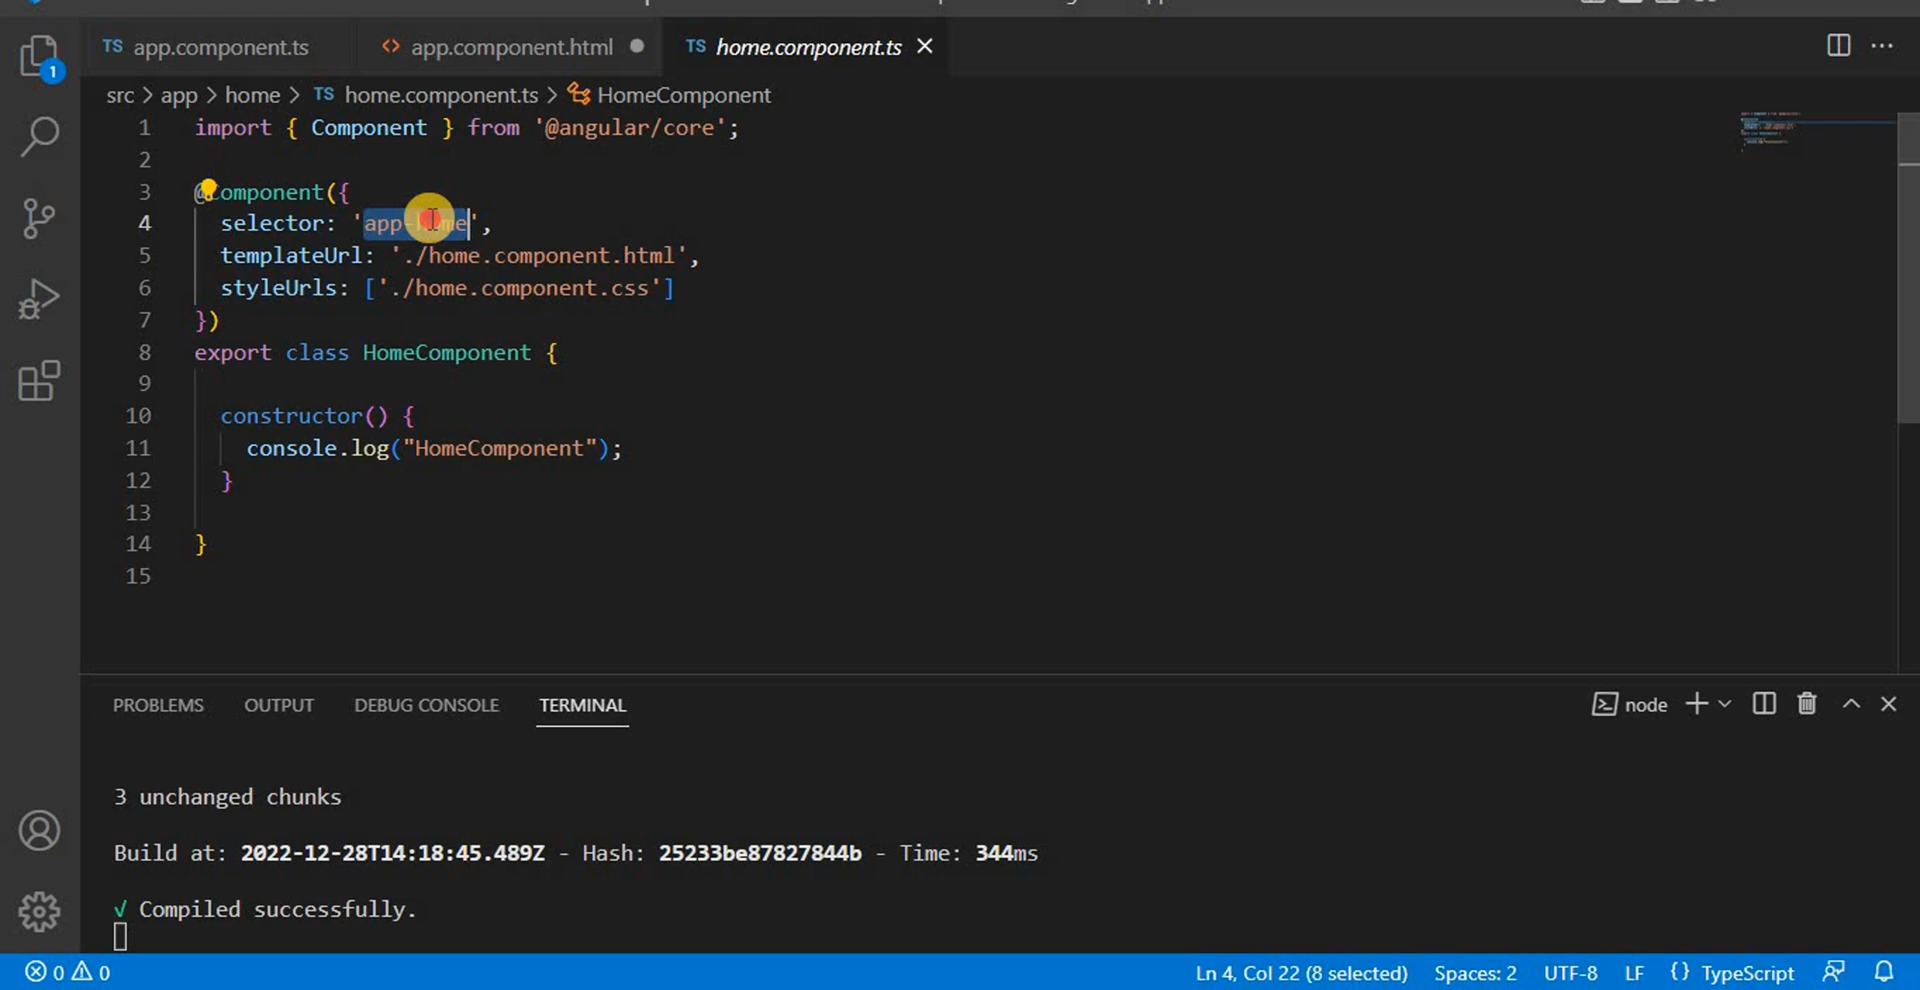 TS app.component.ts <> app.component.html TS home.component.ts
1
src > app > home > TS home.component.ts > HomeComponent
1 import { Component } from '@angular/core';
2
3 @Component({
4 selector: 'app-home',
5 templateUrl: './home.component.html',
6 styleUrls: ['./home.component.css']
7 })
8 export class HomeComponent {
9
10 constructor() {
11 console.log("HomeComponent");
12 }
13
14 }
15
PROBLEMS OUTPUT DEBUG CONSOLE TERMINAL node
3 unchanged chunks
Build at: 2022-12-28T14:18:45.489Z - Hash: 25233be87827844b - Time: 344ms
√ Compiled successfully.
0 0 Ln 4, Col 22 (8 selected) Spaces: 2 UTF-8 LF {} TypeScript